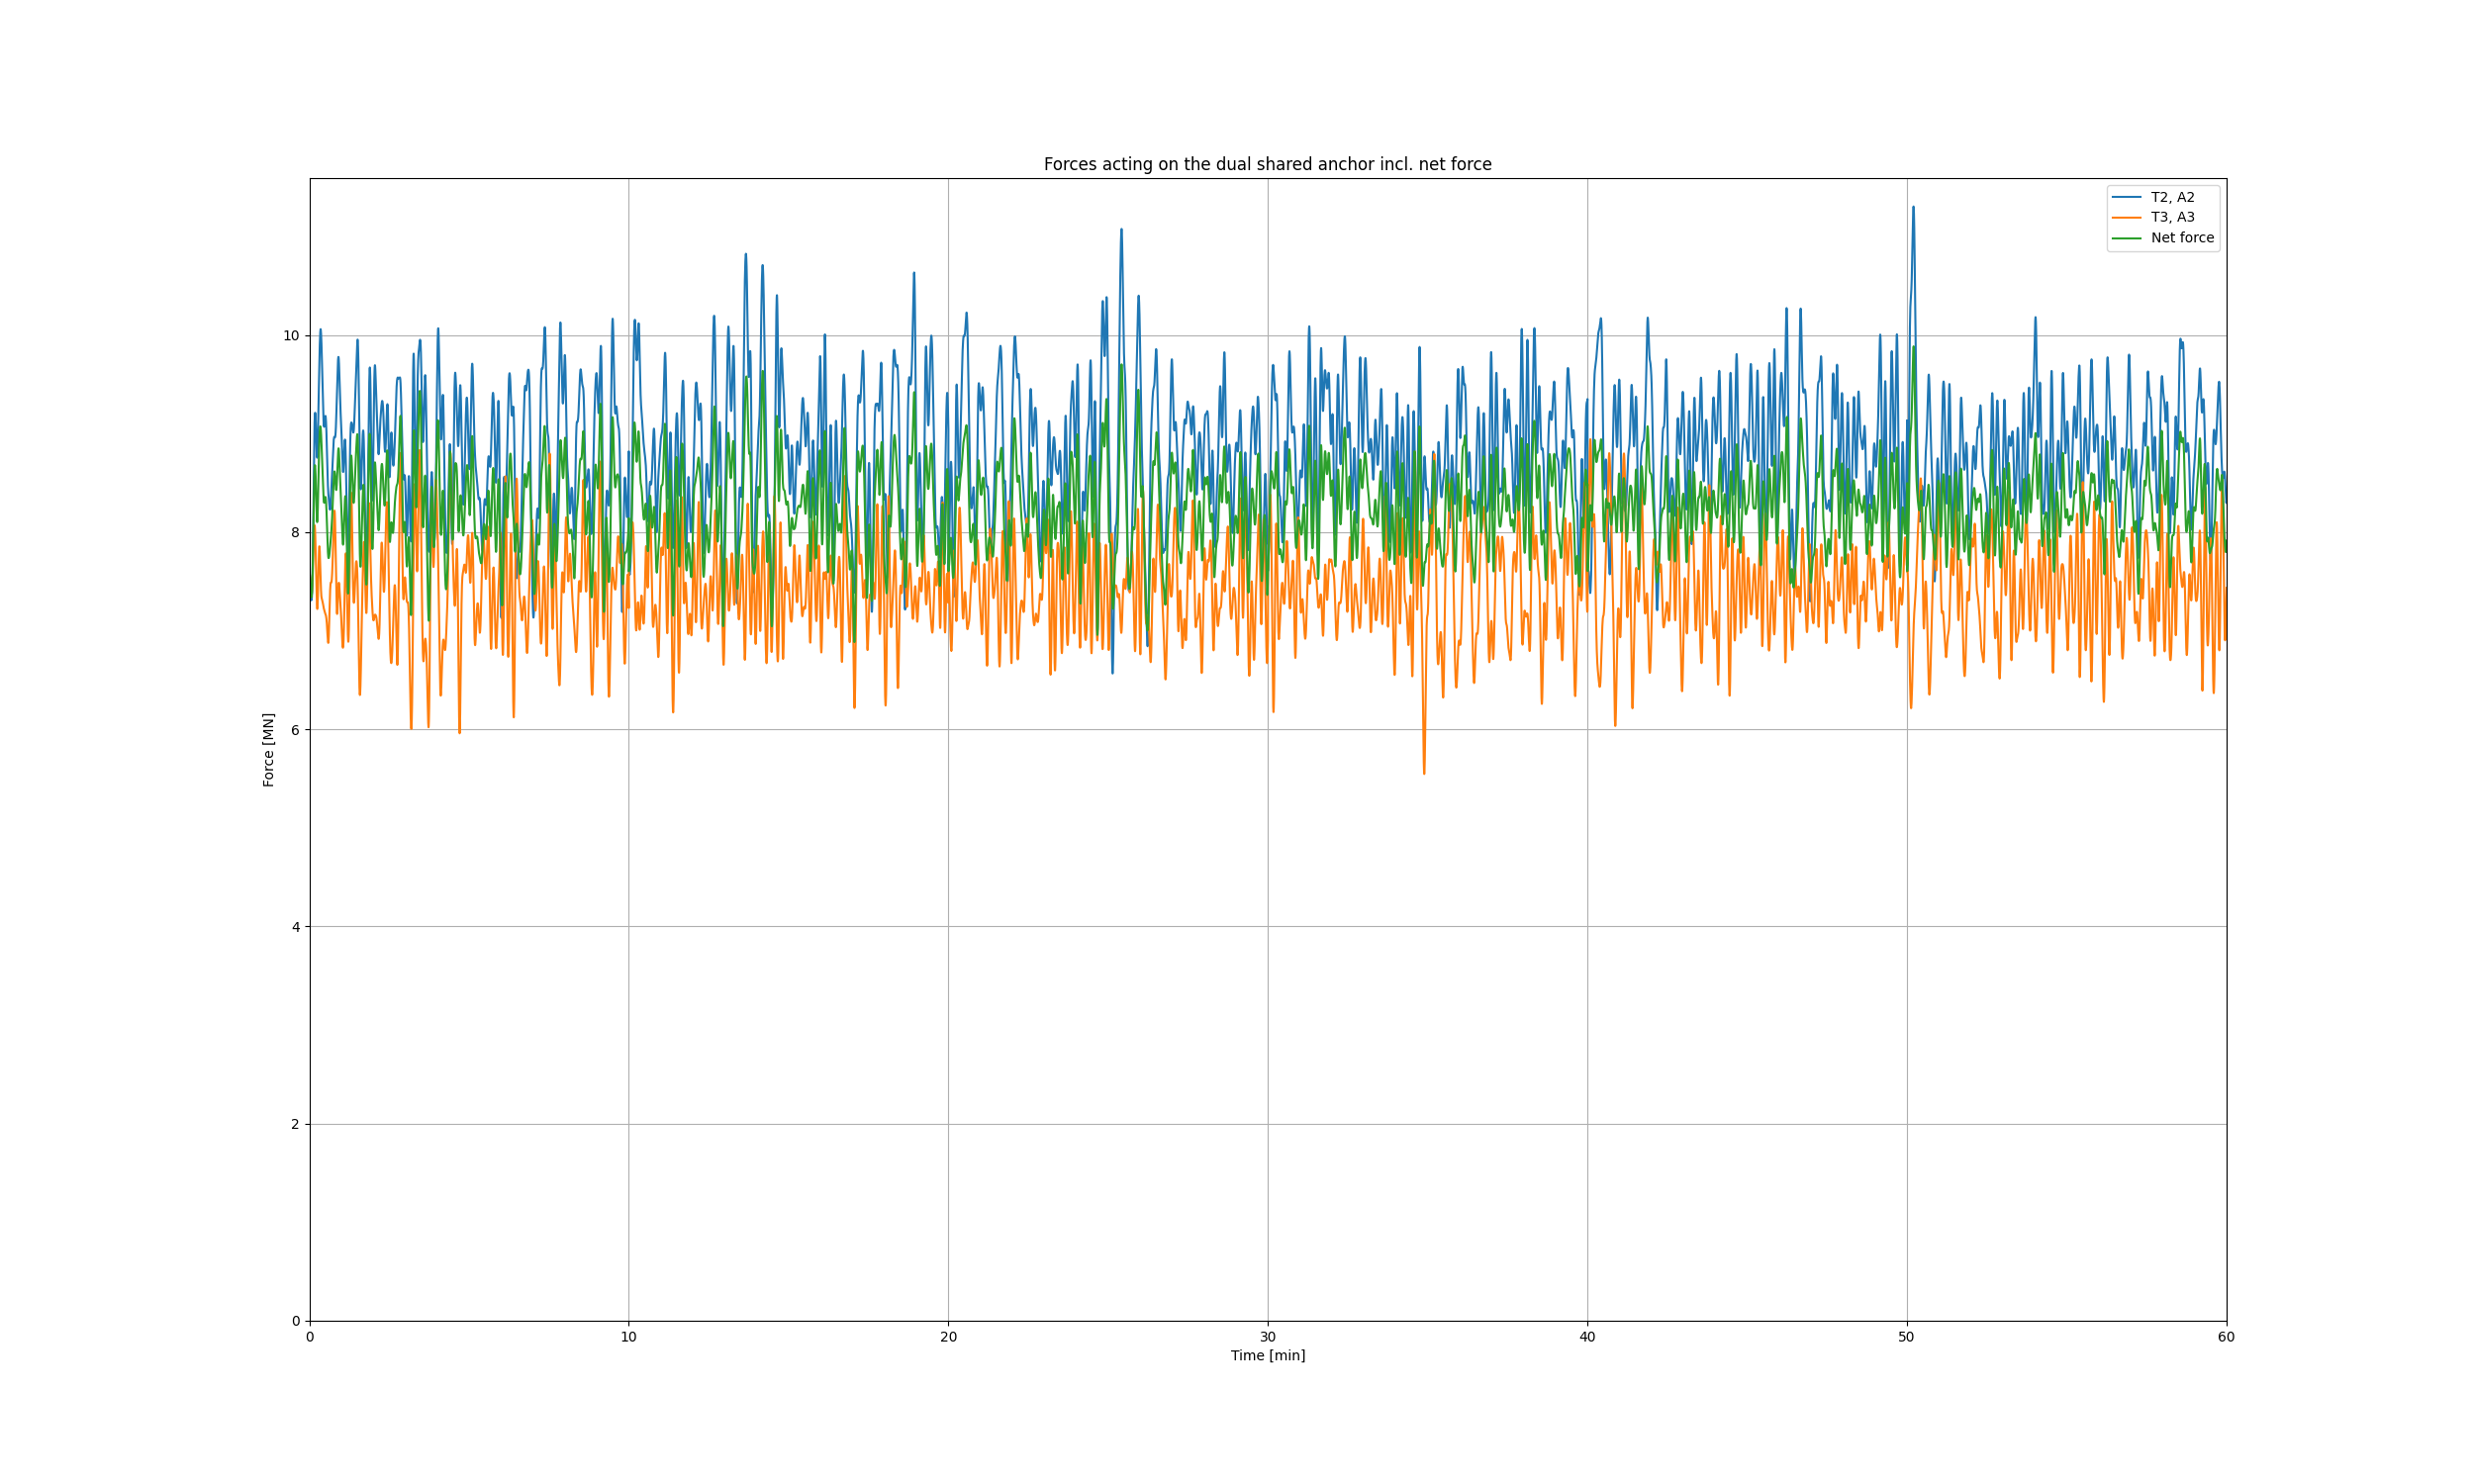 Forces acting on the dual shared anchor incl. net force
T2, A2
T3, A3
Net force
Force [MN]
10
8
6
4
2
0
0 10 20 30 40 50 60
Time [min]